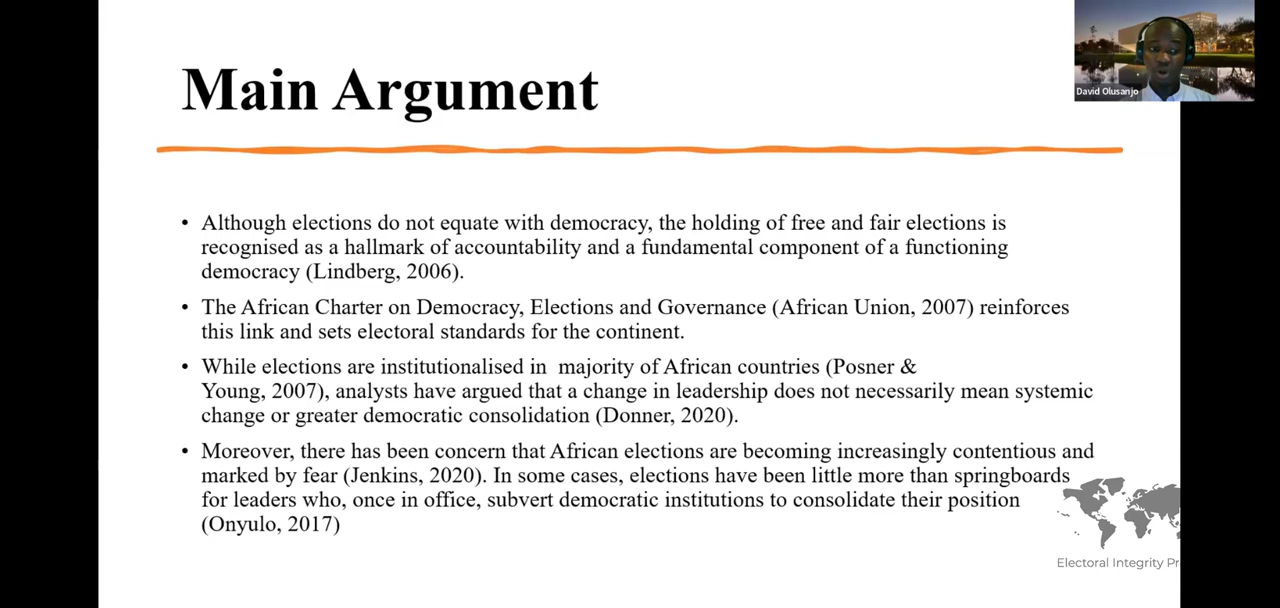 Main Argument
David Olusanjo
• Although elections do not equate with democracy, the holding of free and fair elections is
recognised as a hallmark of accountability and a fundamental component of a functioning
democracy (Lindberg, 2006).
• The African Charter on Democracy, Elections and Governance (African Union, 2007) reinforces
this link and sets electoral standards for the continent.
• While elections are institutionalised in  majority of African countries (Posner &
Young, 2007), analysts have argued that a change in leadership does not necessarily mean systemic
change or greater democratic consolidation (Donner, 2020).
• Moreover, there has been concern that African elections are becoming increasingly contentious and
marked by fear (Jenkins, 2020). In some cases, elections have been little more than springboards
for leaders who, once in office, subvert democratic institutions to consolidate their position
(Onyulo, 2017)
Electoral Integrity Pr